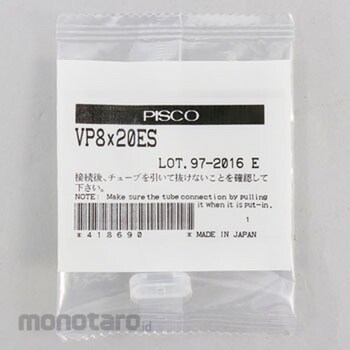 PISCO
VP8x20ES
LOT. 97-2016 E
接続後、チューブを引いて抜けないことを確認して
下さい。
NOTE: Make sure the tube connection by pulling
it when it is put-in.
1
*418690*
MADE IN JAPAN
monotaro.id